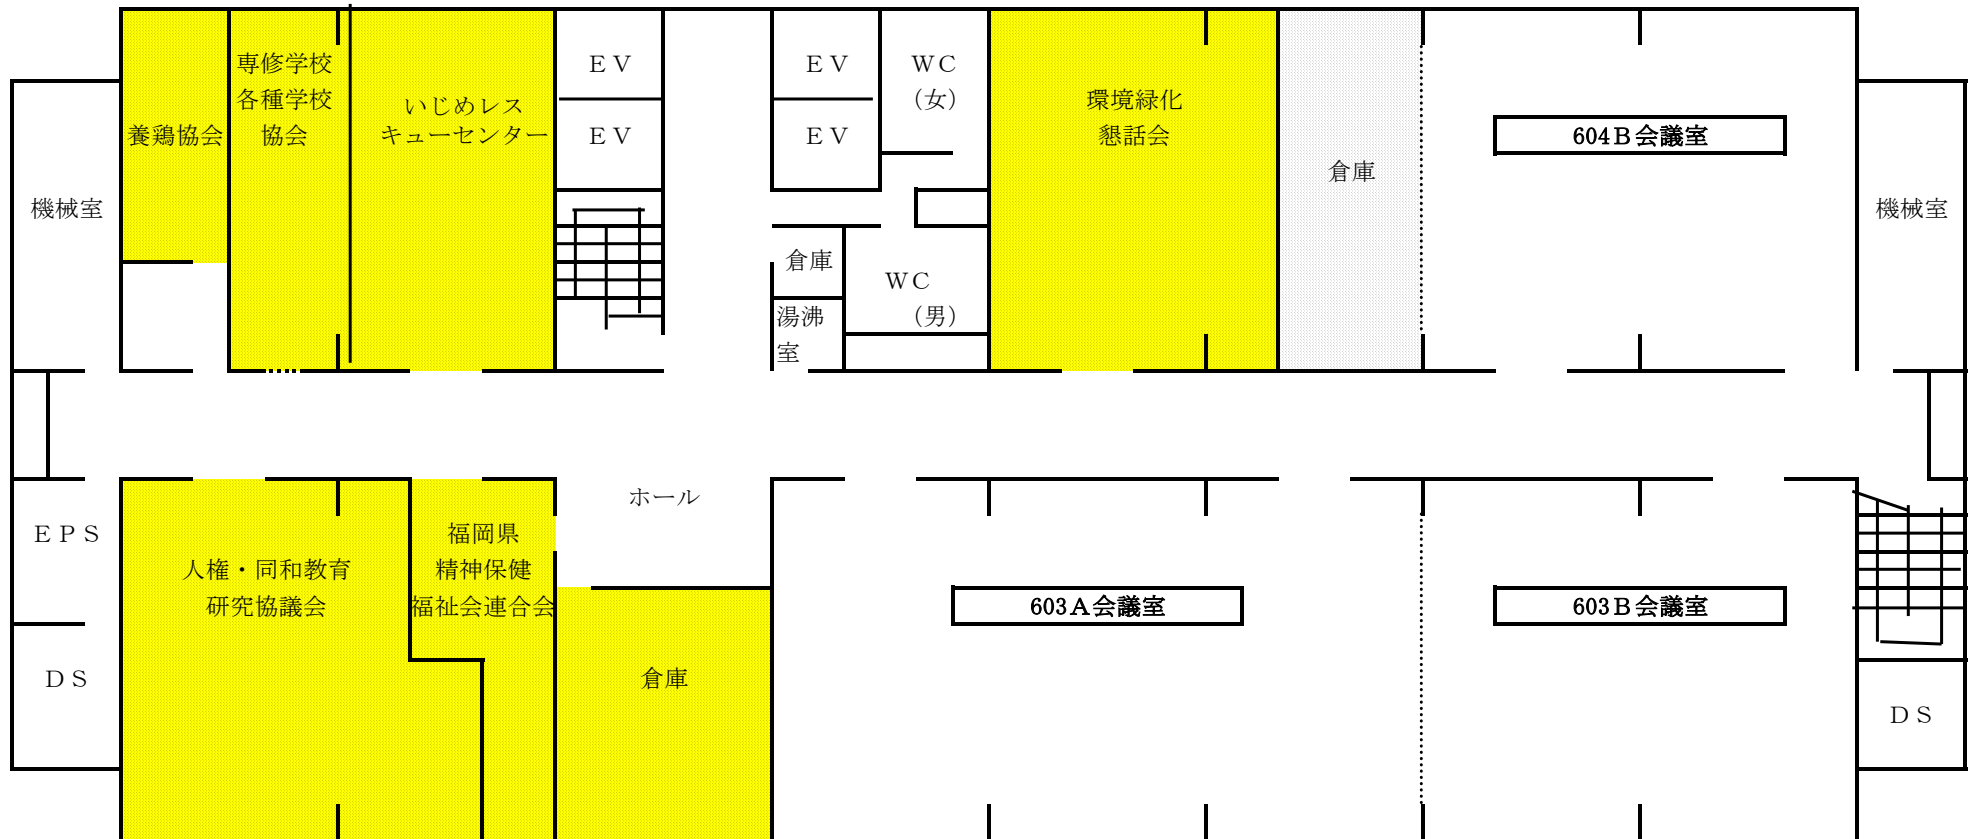 養鶏協会
専修学校
各種学校
協会
いじめレス
キューセンター
ＥＶ
ＥＶ
ＥＶ
ＥＶ
ＷＣ
（女）
環境緑化
懇話会
倉庫
604Ｂ会議室
機械室
機械室
倉庫
ＷＣ
（男）
湯沸
室
ホール
ＥＰＳ
ＤＳ
人権・同和教育
研究協議会
福岡県
精神保健
福祉会連合会
倉庫
603Ａ会議室
603Ｂ会議室
ＤＳ